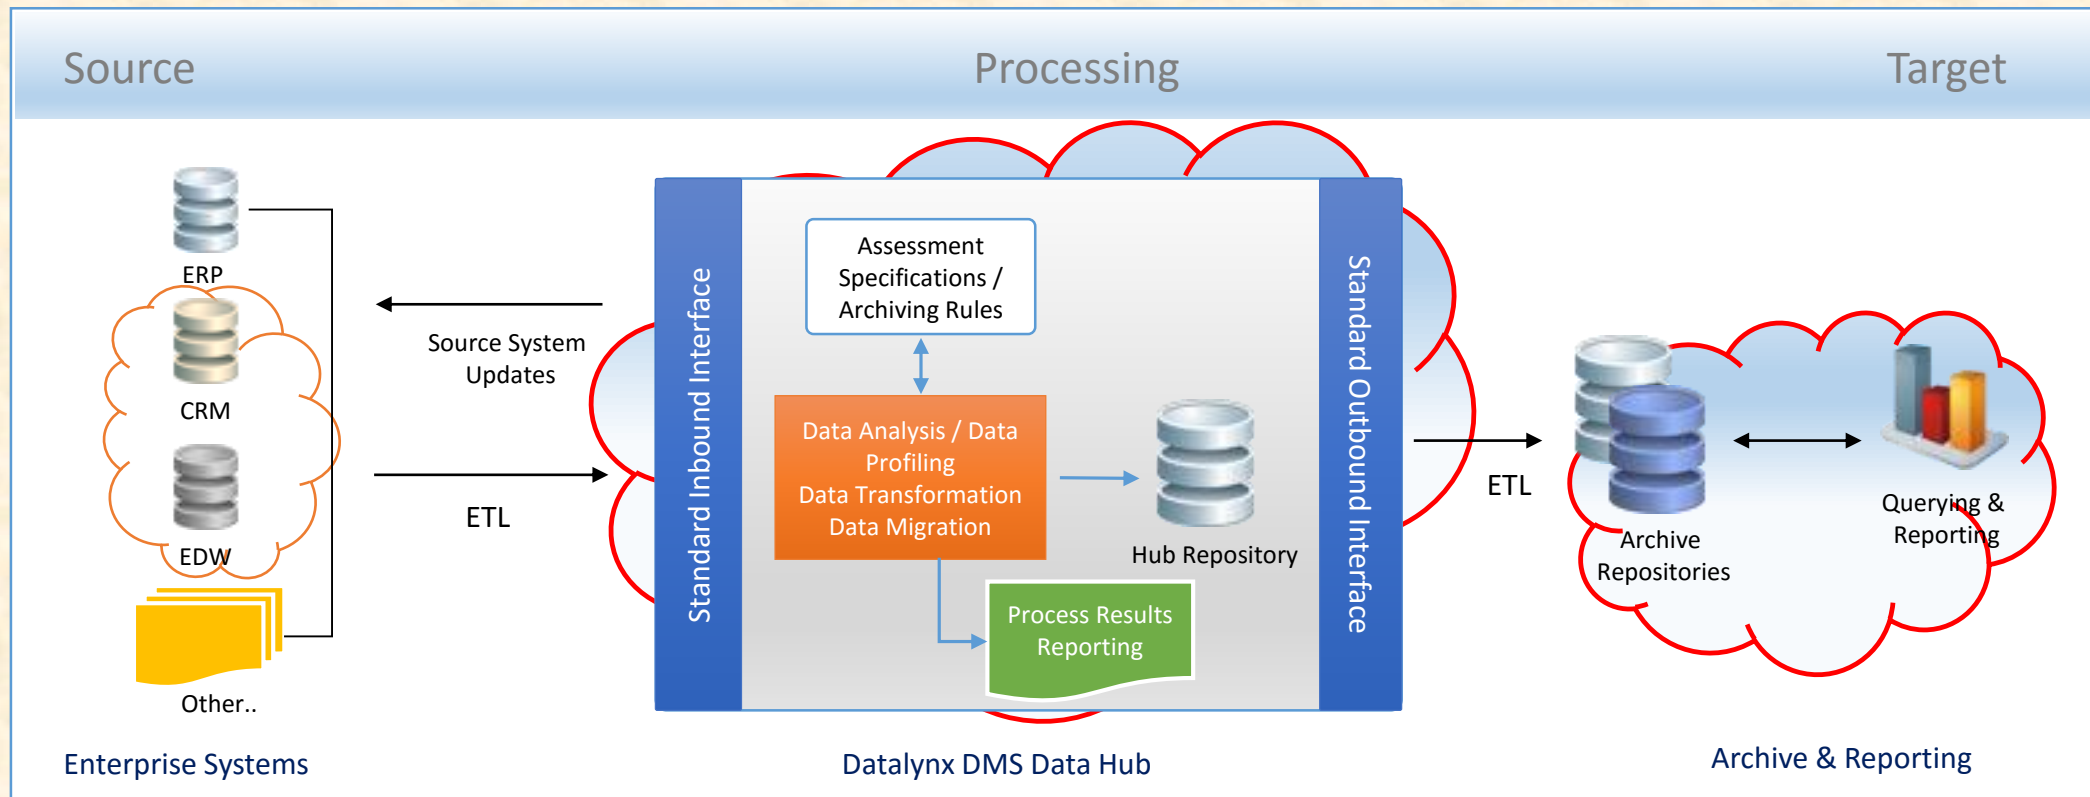 Source
Processing
Target
ERP
CRM
EDW
Other..
Enterprise Systems
Source System
Updates
ETL
Standard Inbound Interface
Assessment
Specifications /
Archiving Rules
Data Analysis / Data
Profiling
Data Transformation
Data Migration
Hub Repository
Process Results
Reporting
Standard Outbound Interface
Datalynx DMS Data Hub
ETL
Archive
Repositories
Querying &
Reporting
Archive & Reporting